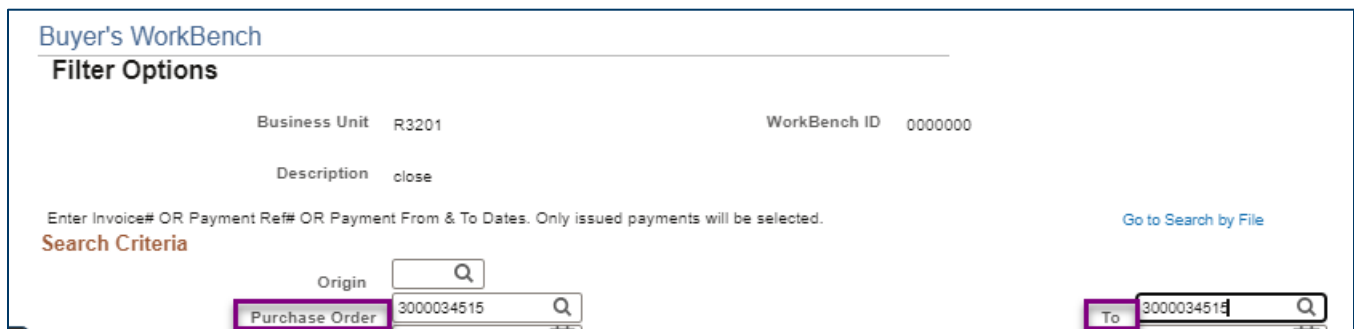 Buyer's WorkBench
Filter Options
Business Unit R3201 WorkBench ID 0000000
Description close
Enter Invoice# OR Payment Ref# OR Payment From & To Dates. Only issued payments will be selected. Go to Search by File
Search Criteria
Origin
Purchase Order 3000034515 To 3000034515